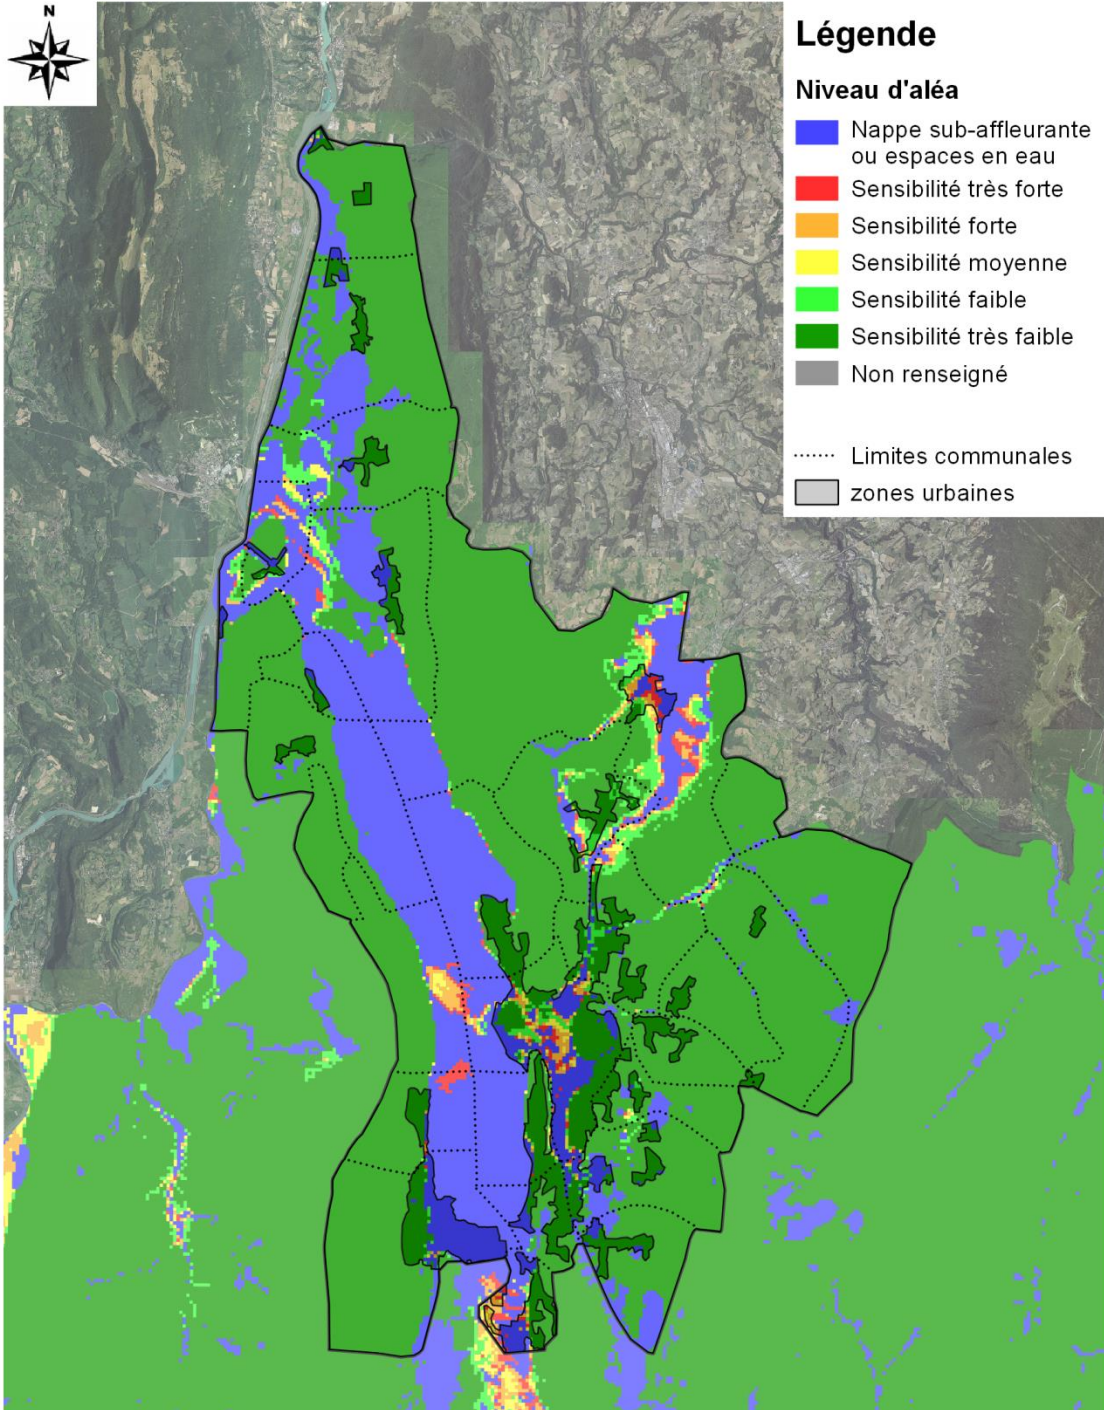 N
Légende
Niveau d'aléa
Nappe sub-affleurante
ou espaces en eau
Sensibilité très forte
Sensibilité forte
Sensibilité moyenne
Sensibilité faible
Sensibilité très faible
Non renseigné
Limites communales
zones urbaines